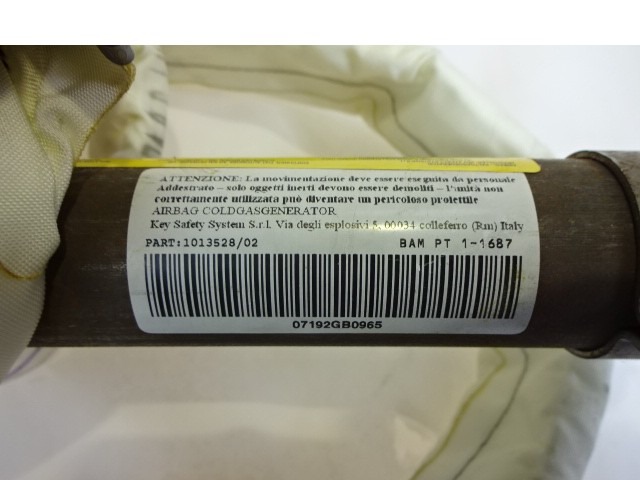 ATTENZIONE: La movimentazione deve essere eseguita da personale
Addestrato – solo oggetti inerti devono essere demoliti – l'unità non
correttamente utilizzata può diventare un pericoloso proiettile
AIRBAG COLDGASGENERATOR
Key Safety System S.r.l. Via degli esplosivi 8, 00034 colleferro (Rm) Italy
PART:1013528/02 BAM PT 1-1687
07192GB0965